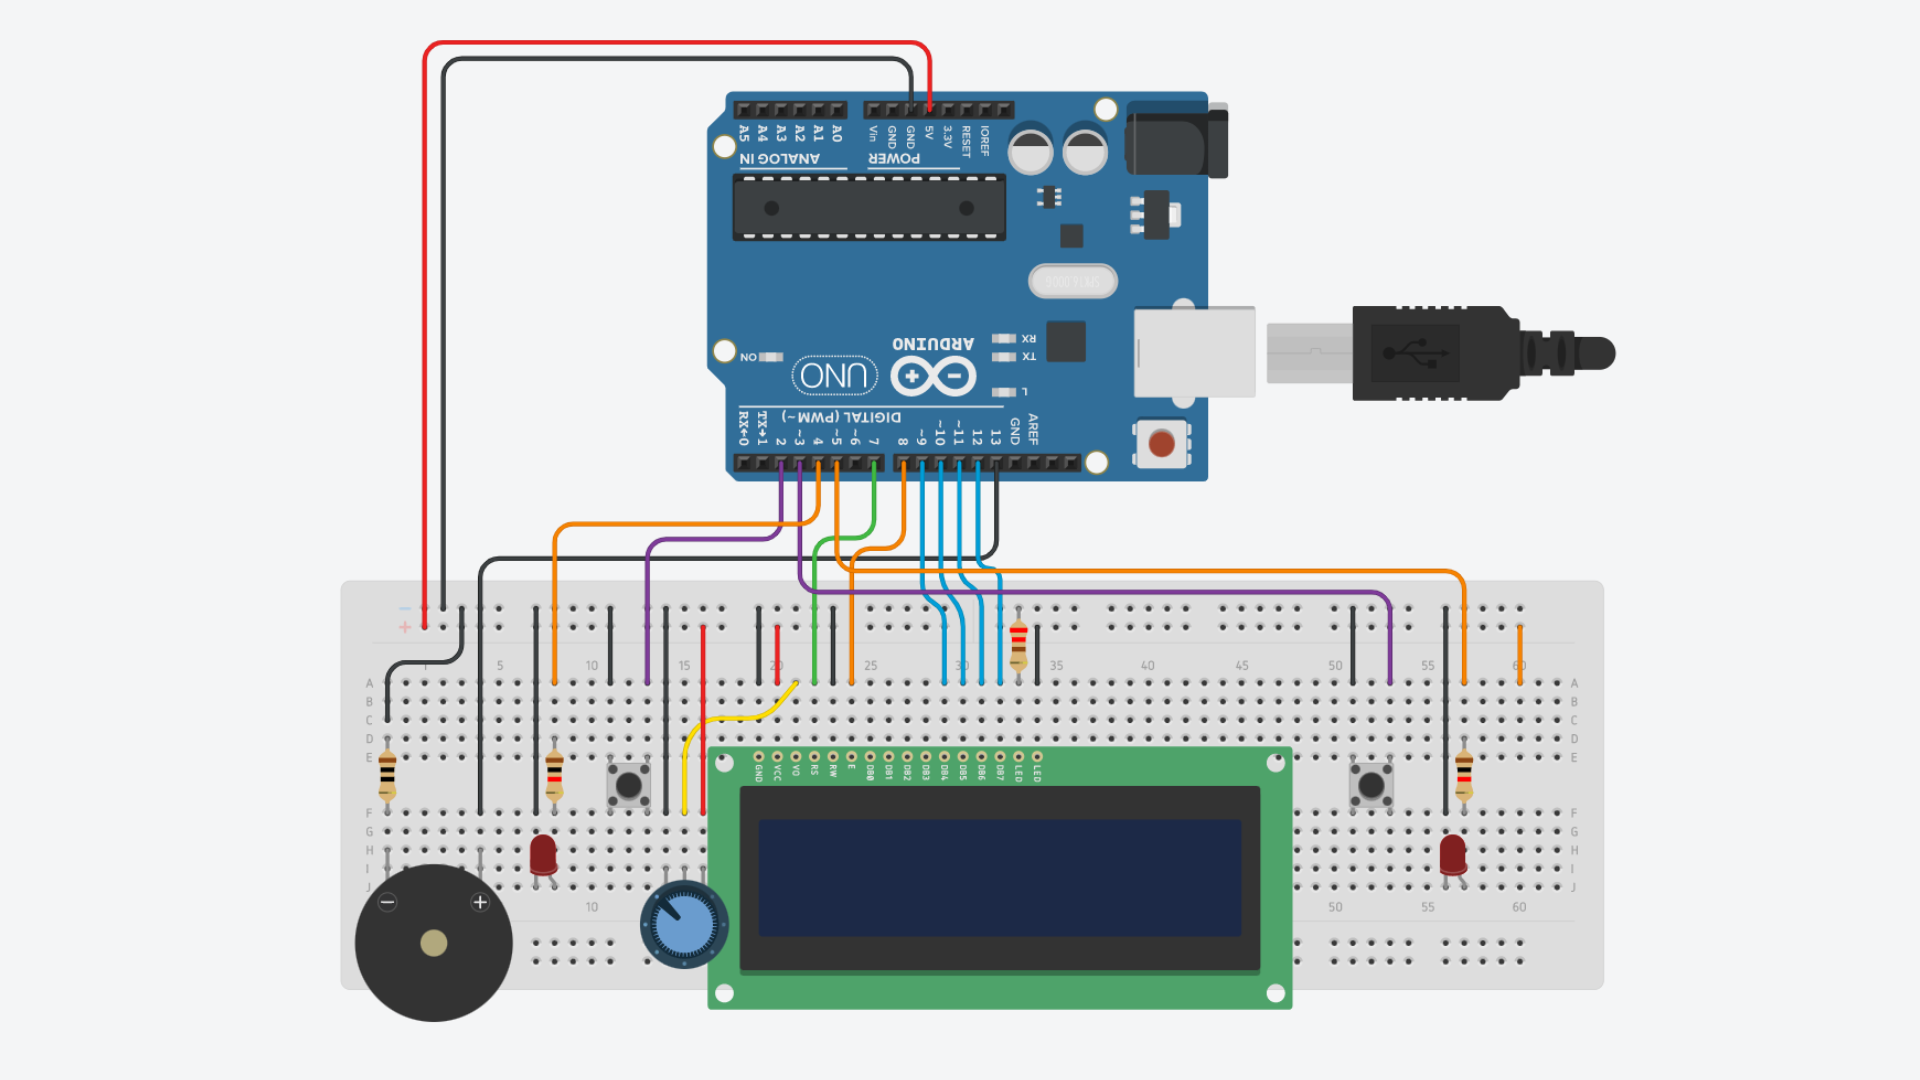 A5 A4 A3 A2 A1 A0
Vin GND GND 5V 3.3V RESET IOREF
ANALOG IN
POWER
ARDUINO
RX
TX
ON
UNO
L
DIGITAL (PWM ~)
RX←0 TX→1 2 ~3 4 ~5 ~6 7 8 ~9 ~10 ~11 12 13 GND AREF
−
+
1 5 10 15 20 25 30 35 40 45 50 55 60
A A
B B
C C
D D
E E
GND VCC VO RS RW E DB0 DB1 DB2 DB3 DB4 DB5 DB6 DB7 LED LED
F F
G G
H H
I I
J J
− +
10 50 55 60